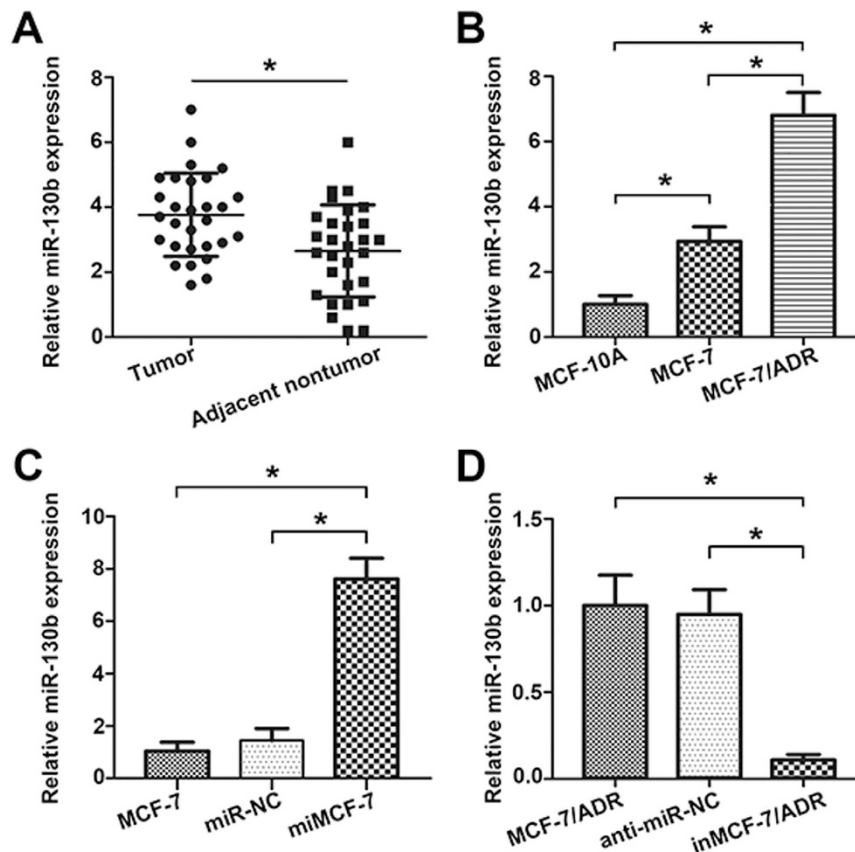 A
Relative miR-130b expression
8
6
4
2
0
*
Tumor
Adjacent nontumor
B
Relative miR-130b expression
8
6
4
2
0
*
*
*
MCF-10A
MCF-7
MCF-7/ADR
C
Relative miR-130b expression
10
8
6
4
2
0
*
*
MCF-7
miR-NC
miMCF-7
D
Relative miR-130b expression
1.5
1.0
0.5
0.0
*
*
MCF-7/ADR
anti-miR-NC
inMCF-7/ADR